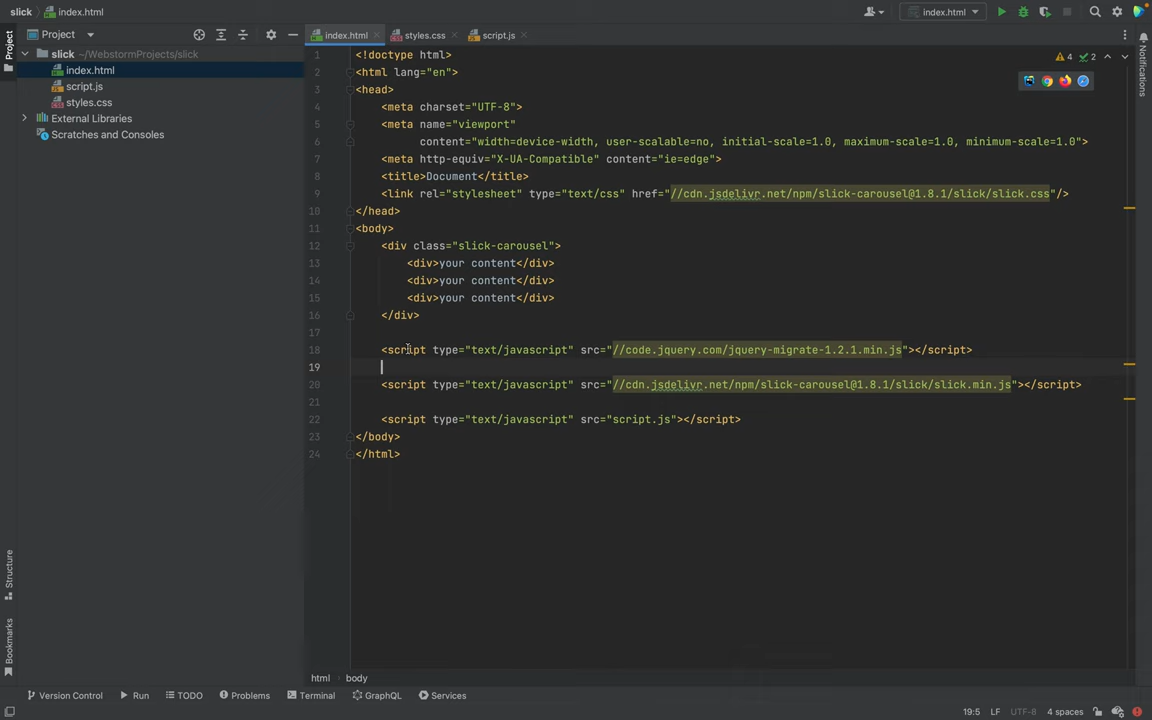 slick index.html index.html
Project index.html styles.css script.js
slick ~/WebstormProjects/slick
index.html
script.js
styles.css
External Libraries
Scratches and Consoles
Project
Structure
Bookmarks
4 2
Notifications
1 <!doctype html>
2 <html lang="en">
3 <head>
4 <meta charset="UTF-8">
5 <meta name="viewport"
6 content="width=device-width, user-scalable=no, initial-scale=1.0, maximum-scale=1.0, minimum-scale=1.0">
7 <meta http-equiv="X-UA-Compatible" content="ie=edge">
8 <title>Document</title>
9 <link rel="stylesheet" type="text/css" href="//cdn.jsdelivr.net/npm/slick-carousel@1.8.1/slick/slick.css"/>
10 </head>
11 <body>
12 <div class="slick-carousel">
13 <div>your content</div>
14 <div>your content</div>
15 <div>your content</div>
16 </div>
17
18 <script type="text/javascript" src="//code.jquery.com/jquery-migrate-1.2.1.min.js"></script>
19
20 <script type="text/javascript" src="//cdn.jsdelivr.net/npm/slick-carousel@1.8.1/slick/slick.min.js"></script>
21
22 <script type="text/javascript" src="script.js"></script>
23 </body>
24 </html>
html body
Version Control Run TODO Problems Terminal GraphQL Services
19:5 LF UTF-8 4 spaces